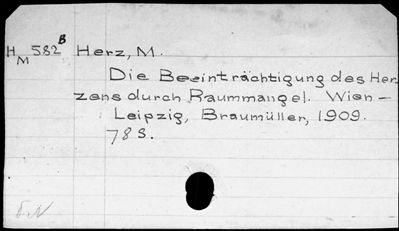 H M 582 B Herz, M.
Die Beeinträchtigung des Her-
zens durch Raummangel. Wien-
Leipzig, Braumüller, 1909.
78 S.